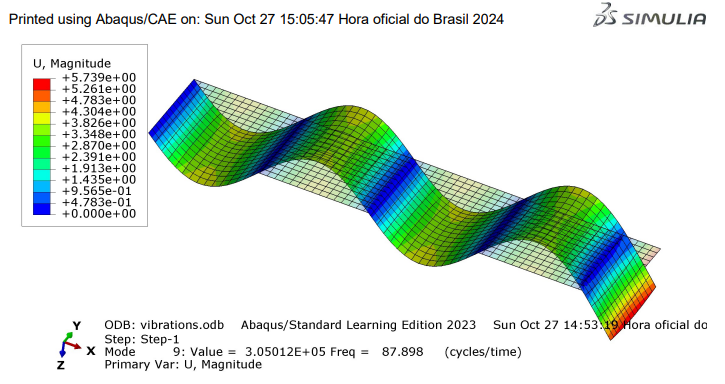 Printed using Abaqus/CAE on: Sun Oct 27 15:05:47 Hora oficial do Brasil 2024
SIMULIA
U, Magnitude
+5.739e+00
+5.261e+00
+4.783e+00
+4.304e+00
+3.826e+00
+3.348e+00
+2.870e+00
+2.391e+00
+1.913e+00
+1.435e+00
+9.565e-01
+4.783e-01
+0.000e+00
Y
X
Z
ODB: vibrations.odb Abaqus/Standard Learning Edition 2023 Sun Oct 27 14:53:19 Hora oficial do
Step: Step-1
Mode 9: Value = 3.05012E+05 Freq = 87.898 (cycles/time)
Primary Var: U, Magnitude